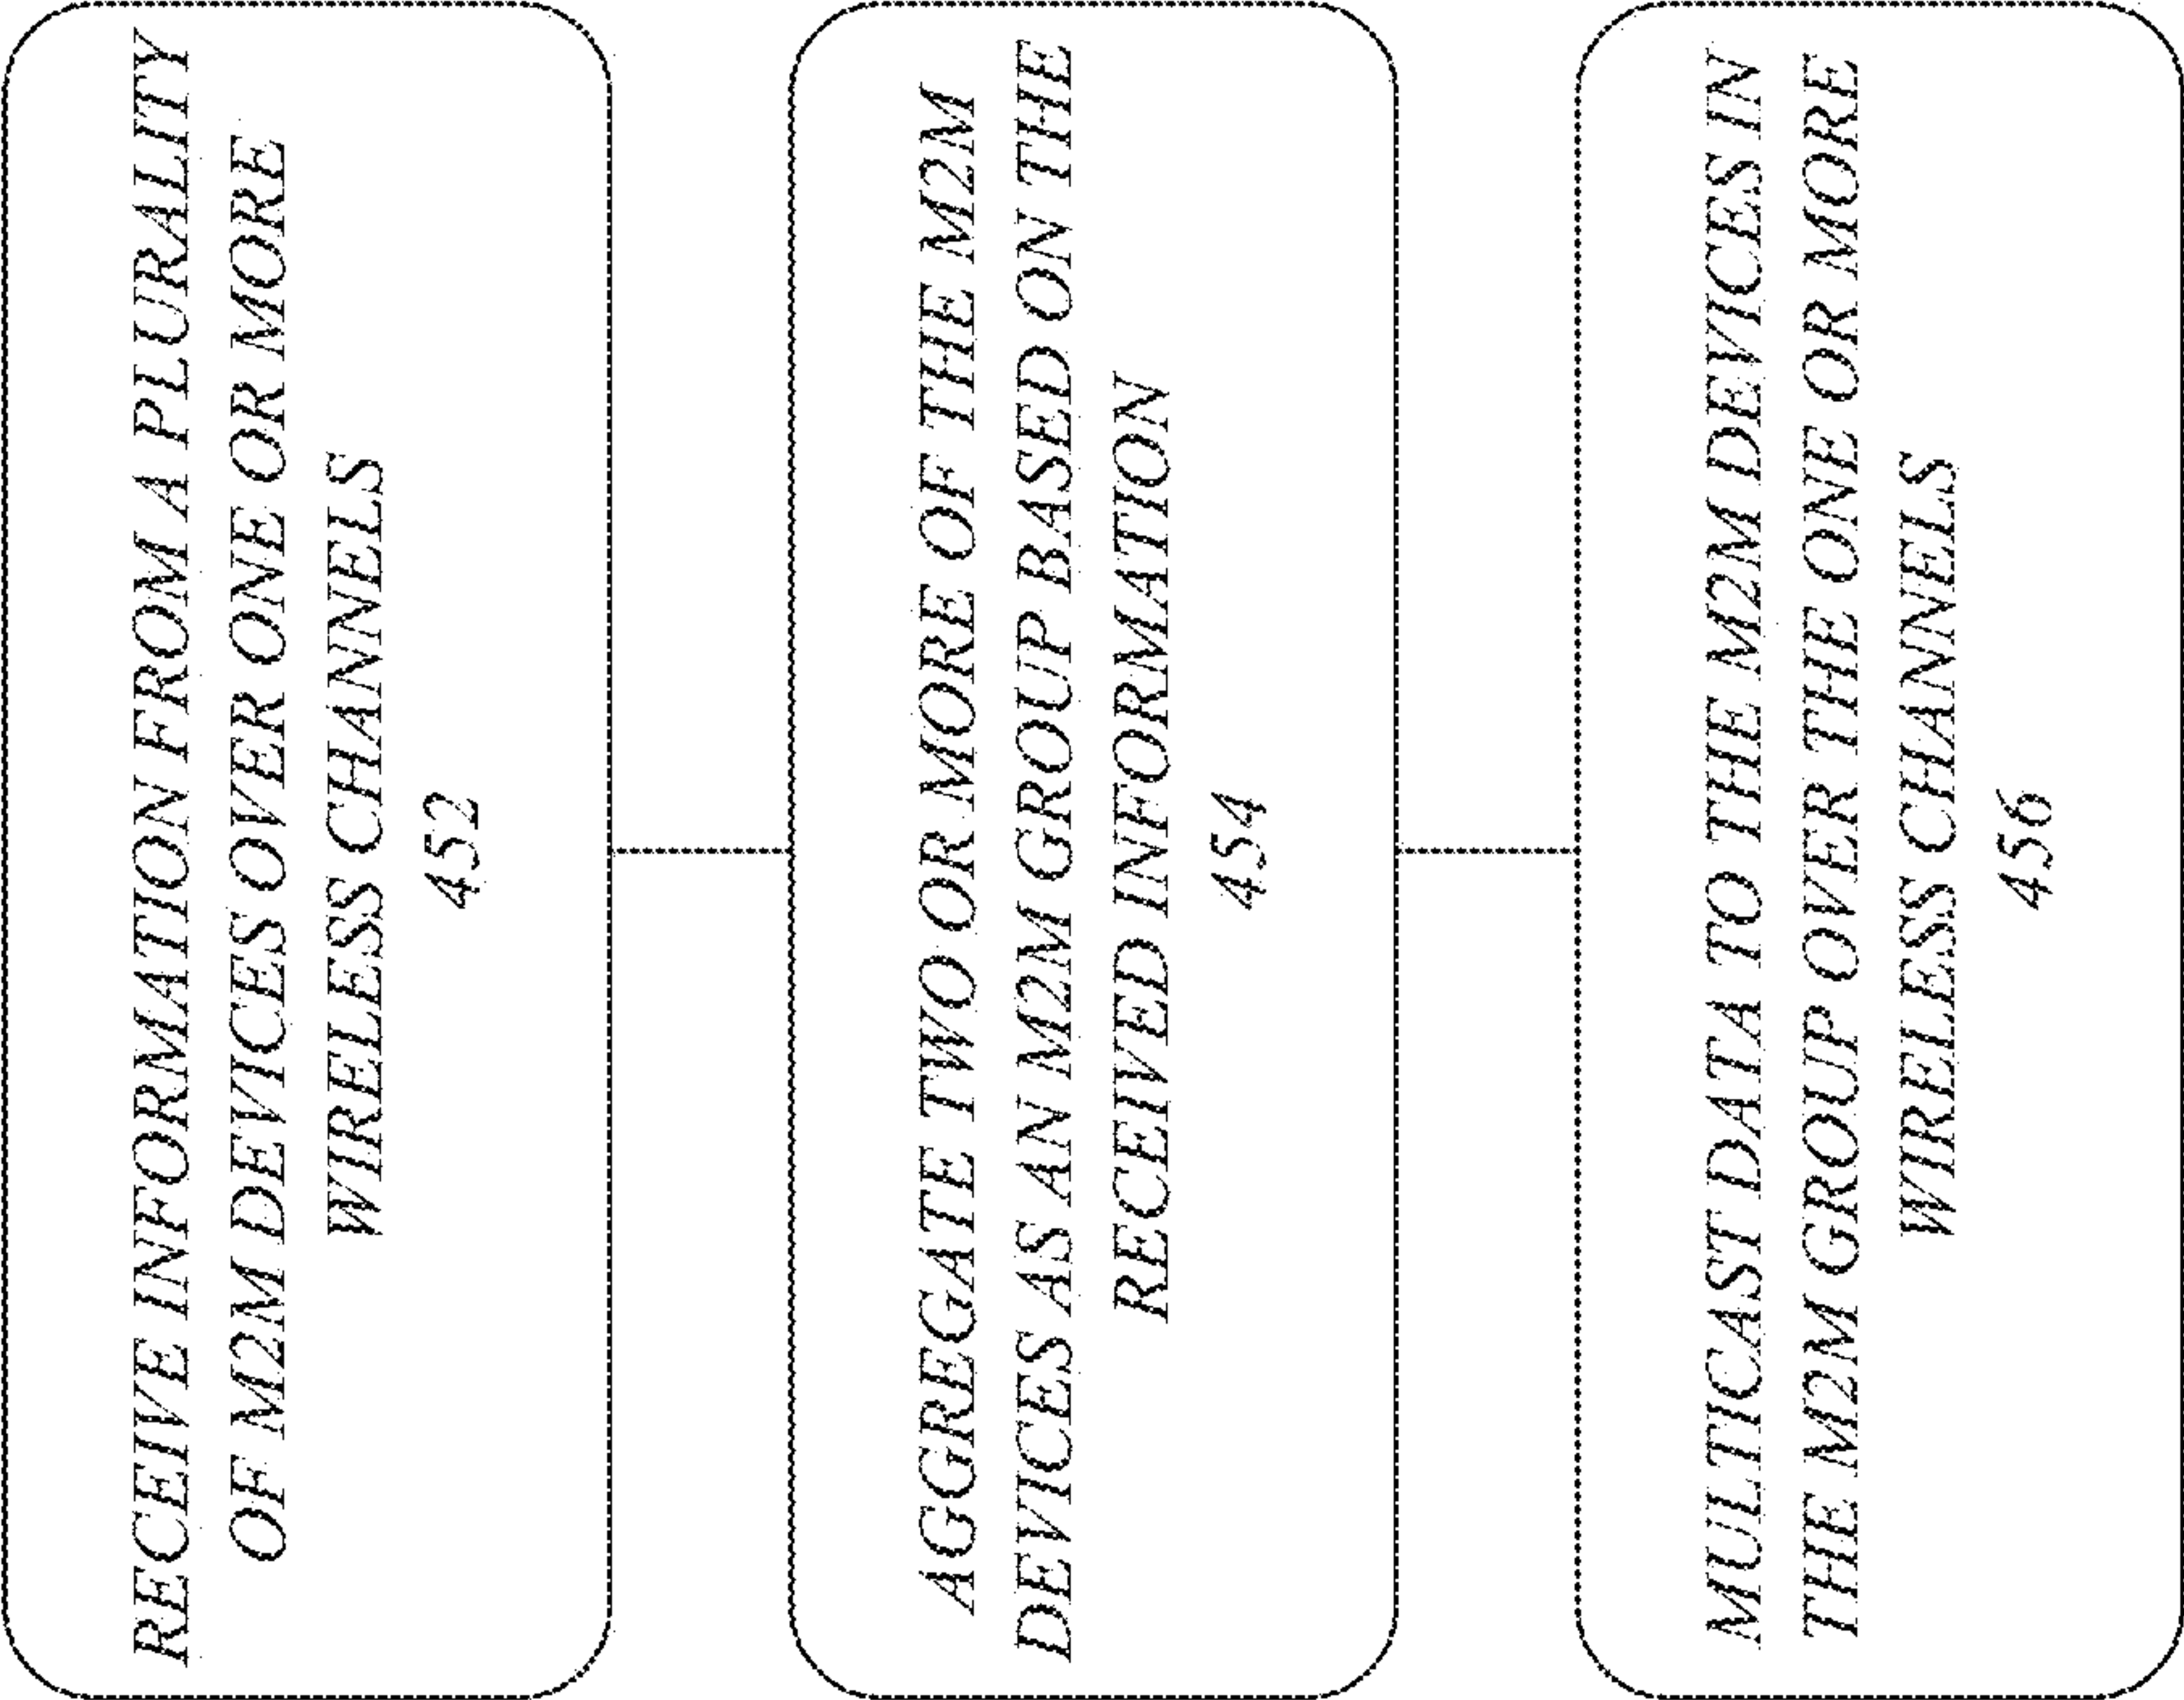 RECEIVE INFORMATION FROM A PLURALITY
OF M2M DEVICES OVER ONE OR MORE
WIRELESS CHANNELS
452
AGGREGATE TWO OR MORE OF THE M2M
DEVICES AS AN M2M GROUP BASED ON THE
RECEIVED INFORMATION
454
MULTICAST DATA TO THE M2M DEVICES IN
THE M2M GROUP OVER THE ONE OR MORE
WIRELESS CHANNELS
456